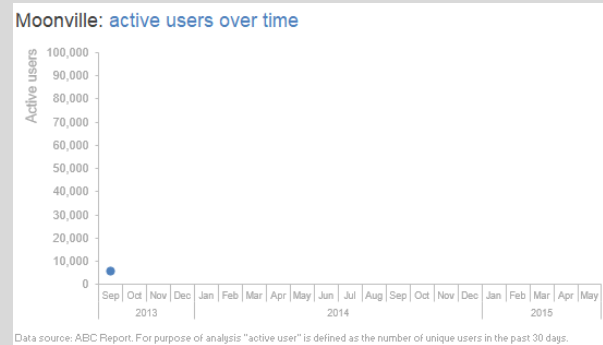 Moonville: active users over time
Active users
100,000
90,000
80,000
70,000
60,000
50,000
40,000
30,000
20,000
10,000
0
Sep Oct Nov Dec Jan Feb Mar Apr May Jun Jul Aug Sep Oct Nov Dec Jan Feb Mar Apr May
2013 2014 2015
Data source: ABC Report. For purpose of analysis "active user" is defined as the number of unique users in the past 30 days.